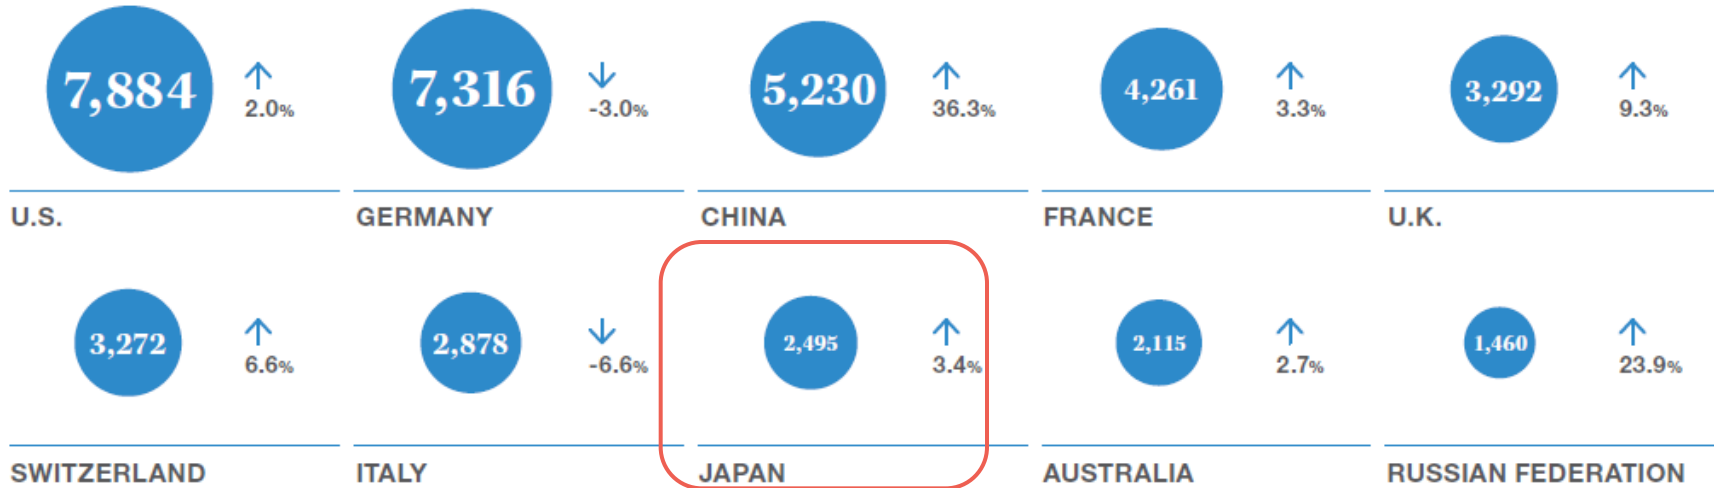 7,884 2.0%
7,316 -3.0%
5,230 36.3%
4,261 3.3%
3,292 9.3%
U.S.
GERMANY
CHINA
FRANCE
U.K.
3,272 6.6%
2,878 -6.6%
2,495 3.4%
2,115 2.7%
1,460 23.9%
SWITZERLAND
ITALY
JAPAN
AUSTRALIA
RUSSIAN FEDERATION